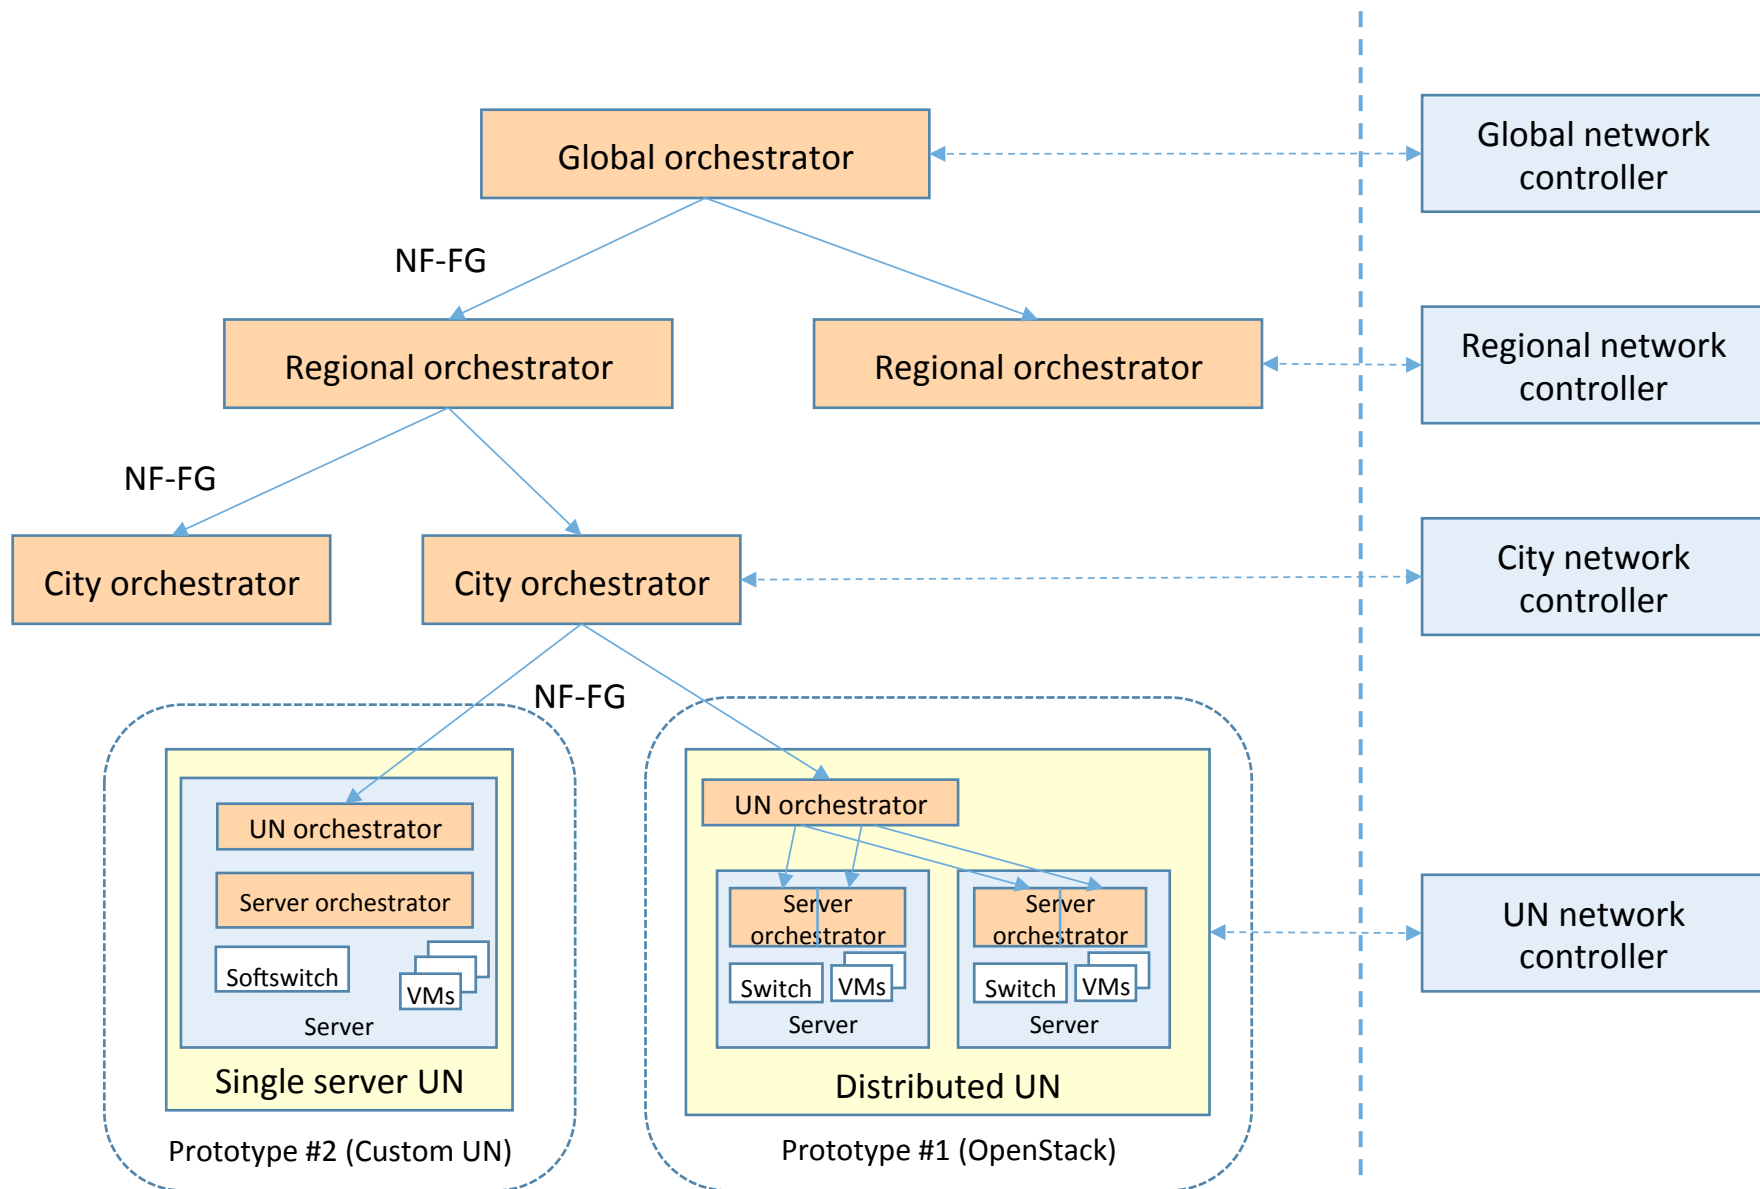 Global orchestrator
Global network
controller
NF-FG
Regional orchestrator
Regional orchestrator
Regional network
controller
NF-FG
City orchestrator
City orchestrator
City network
controller
NF-FG
UN orchestrator
Server orchestrator
Softswitch
VMs
Server
Single server UN
Prototype #2 (Custom UN)
UN orchestrator
Server
orchestrator
Switch
VMs
Server
Server
orchestrator
Switch
VMs
Server
Distributed UN
Prototype #1 (OpenStack)
UN network
controller